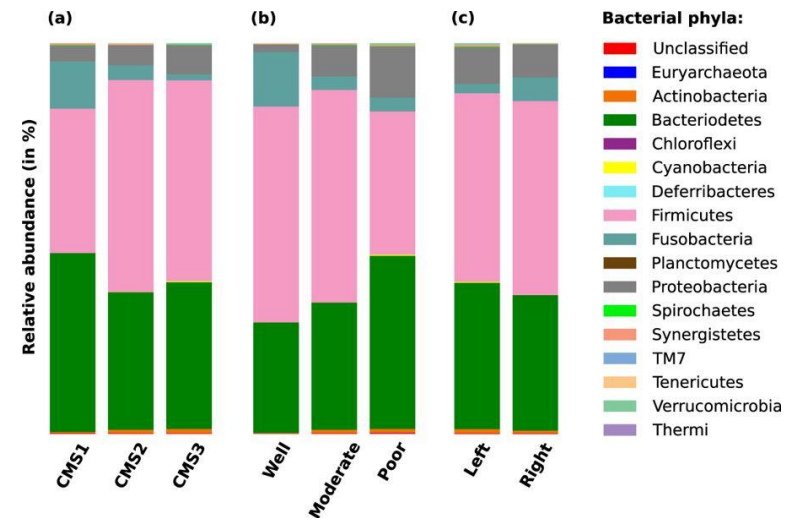 (a)
(b)
(c)
Bacterial phyla:
Unclassified
Euryarchaeota
Actinobacteria
Bacteriodetes
Chloroflexi
Cyanobacteria
Deferribacteres
Firmicutes
Fusobacteria
Planctomycetes
Proteobacteria
Spirochaetes
Synergistetes
TM7
Tenericutes
Verrucomicrobia
Thermi
Relative abundance (in %)
CMS1
CMS2
CMS3
Well
Moderate
Poor
Left
Right